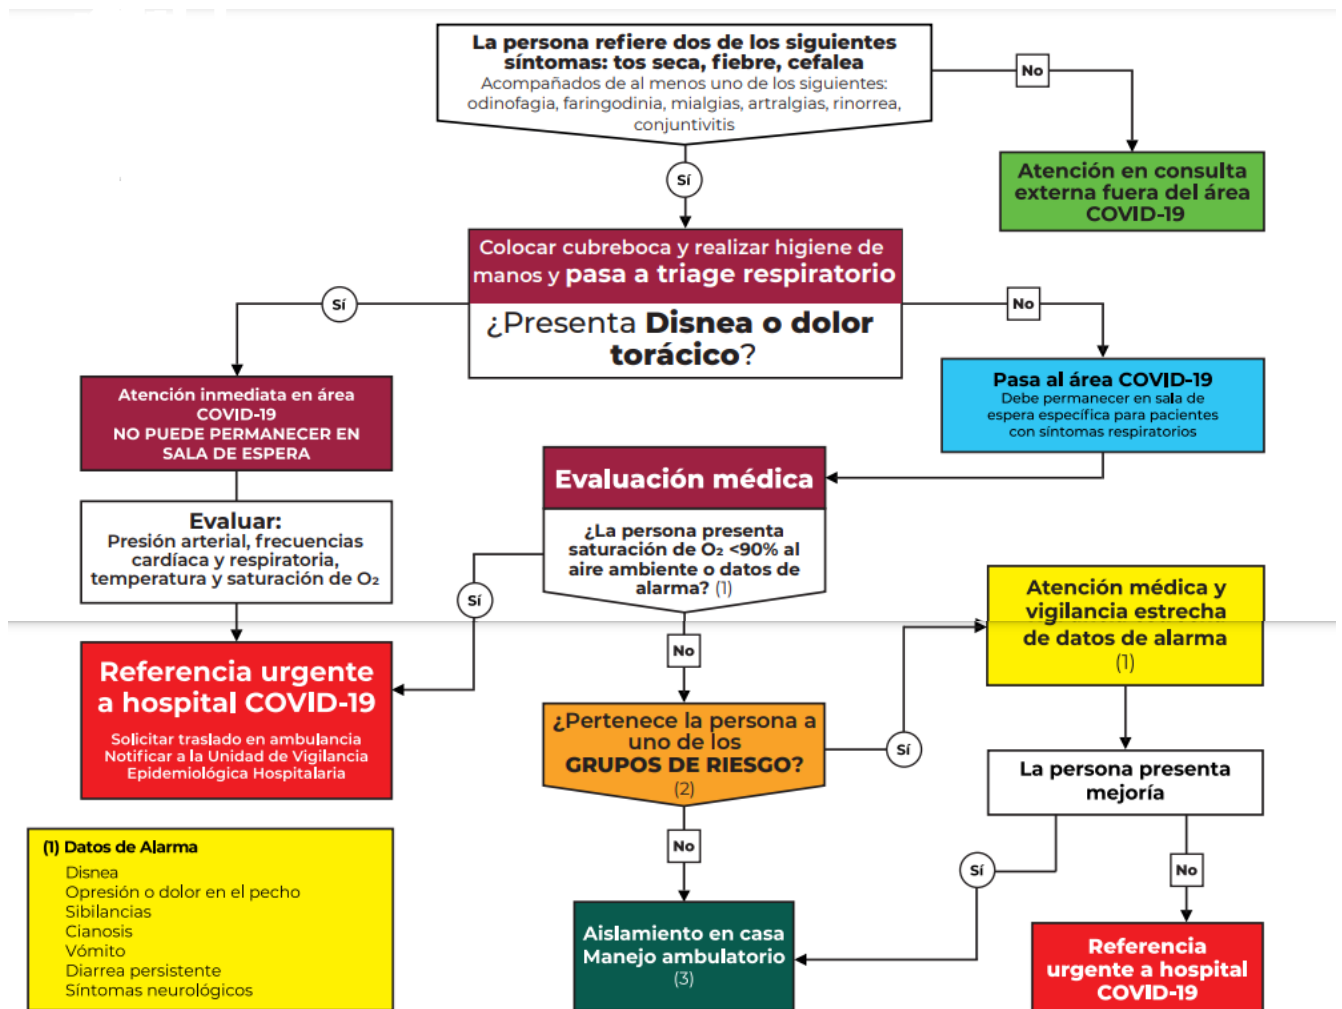 La persona refiere dos de los siguientes
síntomas: tos seca, fiebre, cefalea
Acompañados de al menos uno de los siguientes:
odinofagia, faringodinia, mialgias, artralgias, rinorrea,
conjuntivitis
No
Atención en consulta
externa fuera del área
COVID-19
Sí
Colocar cubreboca y realizar higiene de
manos y pasa a triage respiratorio
¿Presenta Disnea o dolor
torácico?
Sí
No
Atención inmediata en área
COVID-19
NO PUEDE PERMANECER EN
SALA DE ESPERA
Pasa al área COVID-19
Debe permanecer en sala de
espera específica para pacientes
con síntomas respiratorios
Evaluar:
Presión arterial, frecuencias
cardíaca y respiratoria,
temperatura y saturación de O₂
Evaluación médica
¿La persona presenta
saturación de O₂ <90% al
aire ambiente o datos de
alarma? (1)
Sí
No
Referencia urgente
a hospital COVID-19
Solicitar traslado en ambulancia
Notificar a la Unidad de Vigilancia
Epidemiológica Hospitalaria
¿Pertenece la persona a
uno de los
GRUPOS DE RIESGO?
(2)
Sí
No
Atención médica y
vigilancia estrecha
de datos de alarma
(1)
La persona presenta
mejoría
Sí
No
Aislamiento en casa
Manejo ambulatorio
(3)
Referencia
urgente a hospital
COVID-19
(1) Datos de Alarma
Disnea
Opresión o dolor en el pecho
Sibilancias
Cianosis
Vómito
Diarrea persistente
Síntomas neurológicos